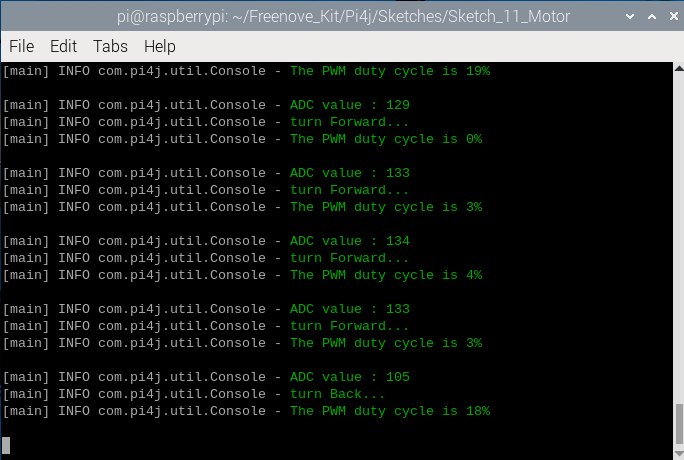 pi@raspberrypi: ~/Freenove_Kit/Pi4j/Sketches/Sketch_11_Motor
File Edit Tabs Help
[main] INFO com.pi4j.util.Console - The PWM duty cycle is 19%
[main] INFO com.pi4j.util.Console - ADC value : 129
[main] INFO com.pi4j.util.Console - turn Forward...
[main] INFO com.pi4j.util.Console - The PWM duty cycle is 0%
[main] INFO com.pi4j.util.Console - ADC value : 133
[main] INFO com.pi4j.util.Console - turn Forward...
[main] INFO com.pi4j.util.Console - The PWM duty cycle is 3%
[main] INFO com.pi4j.util.Console - ADC value : 134
[main] INFO com.pi4j.util.Console - turn Forward...
[main] INFO com.pi4j.util.Console - The PWM duty cycle is 4%
[main] INFO com.pi4j.util.Console - ADC value : 133
[main] INFO com.pi4j.util.Console - turn Forward...
[main] INFO com.pi4j.util.Console - The PWM duty cycle is 3%
[main] INFO com.pi4j.util.Console - ADC value : 105
[main] INFO com.pi4j.util.Console - turn Back...
[main] INFO com.pi4j.util.Console - The PWM duty cycle is 18%